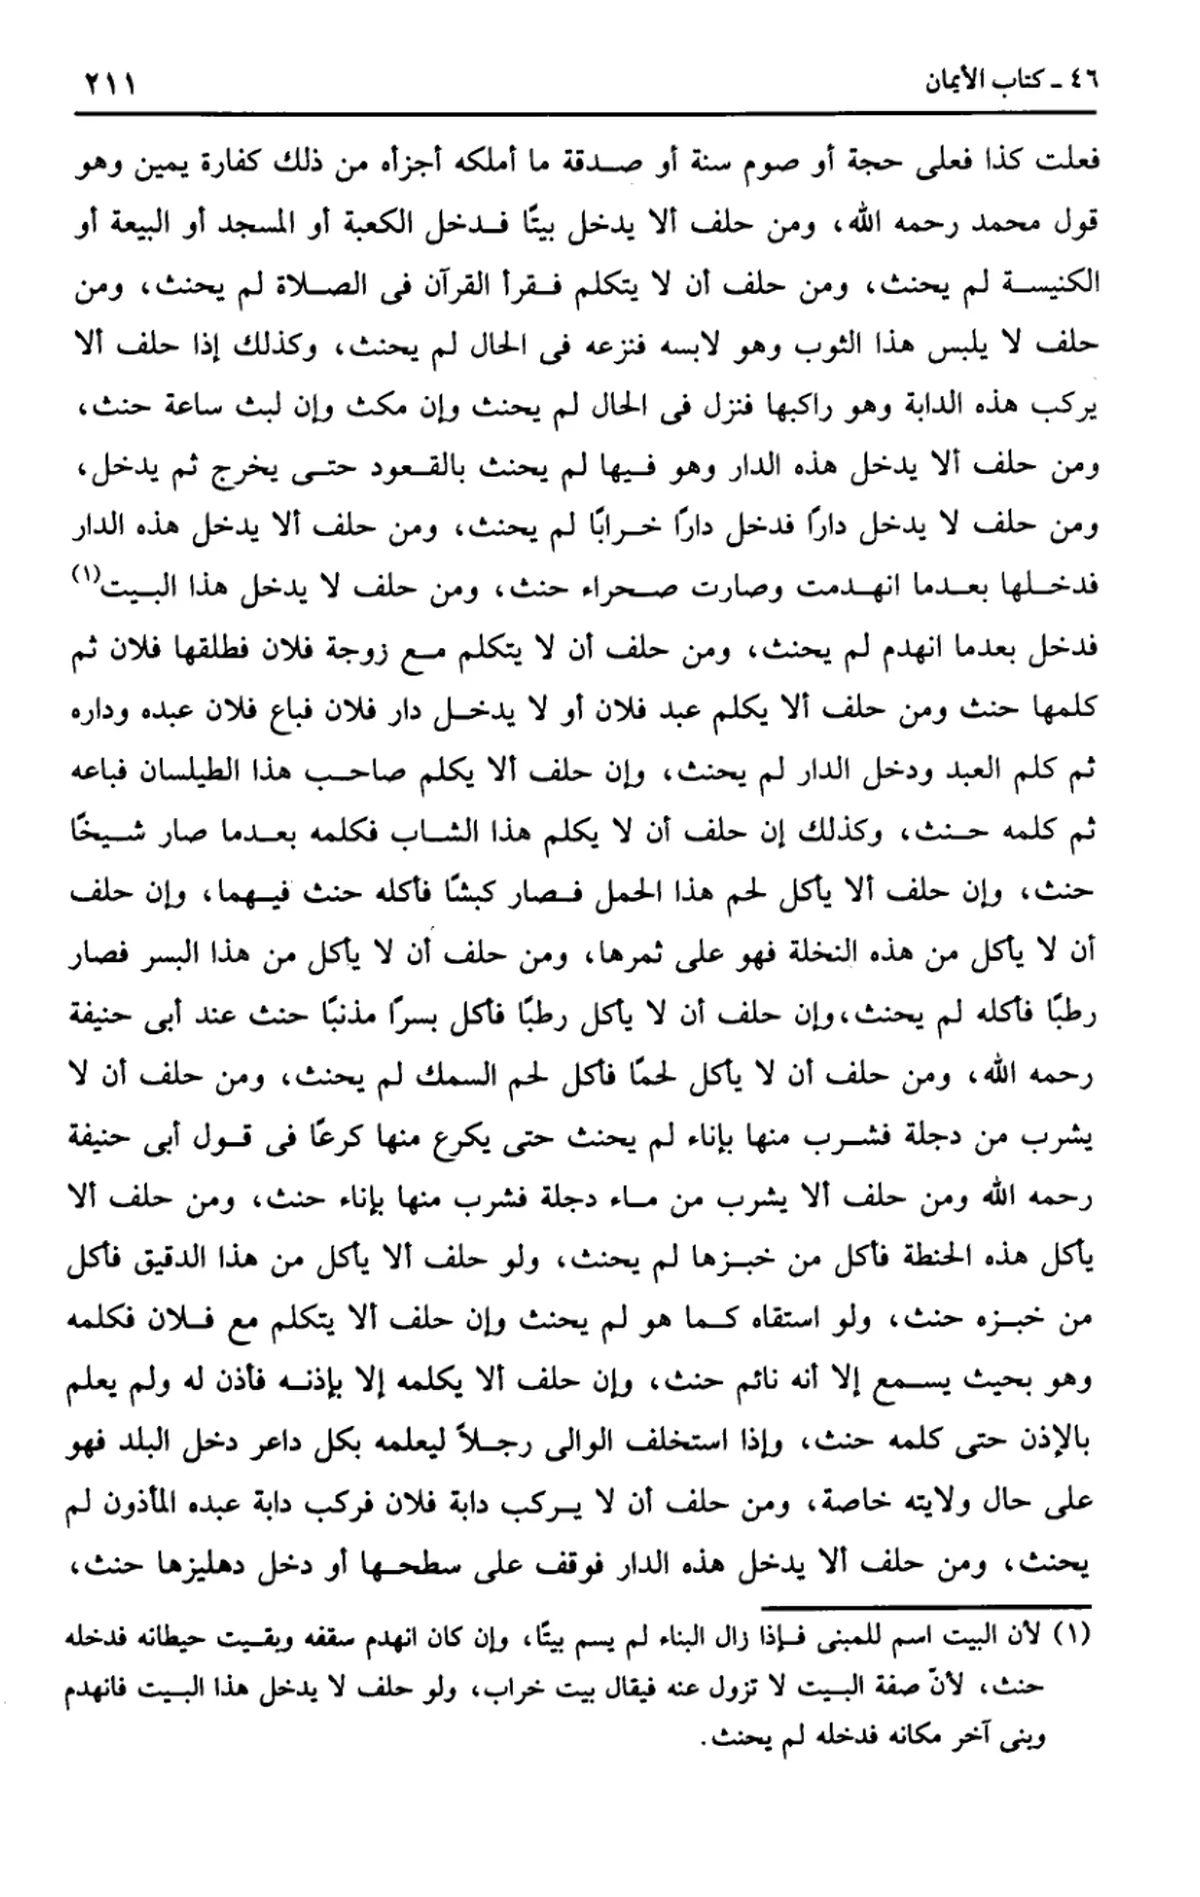 ٤٦ ـ كتاب الأيمان ٢١١
فعلت كذا فعلى حجة أو صوم سنة أو صدقة ما أملكه أجزأه من ذلك كفارة يمين وهو
قول محمد رحمه الله، ومن حلف ألا يدخل بيتًا فدخل الكعبة أو المسجد أو البيعة أو
الكنيسة لم يحنث، ومن حلف أن لا يتكلم فقرأ القرآن فى الصلاة لم يحنث، ومن
حلف لا يلبس هذا الثوب وهو لابسه فنزعه فى الحال لم يحنث، وكذلك إذا حلف ألا
يركب هذه الدابة وهو راكبها فنزل فى الحال لم يحنث وإن مكث وإن لبث ساعة حنث،
ومن حلف ألا يدخل هذه الدار وهو فيها لم يحنث بالقعود حتى يخرج ثم يدخل،
ومن حلف لا يدخل دارًا فدخل دارًا خرابًا لم يحنث، ومن حلف ألا يدخل هذه الدار
فدخلها بعدما انهدمت وصارت صحراء حنث، ومن حلف لا يدخل هذا البيت(١)
فدخل بعدما انهدم لم يحنث، ومن حلف أن لا يتكلم مع زوجة فلان فطلقها فلان ثم
كلمها حنث ومن حلف ألا يكلم عبد فلان أو لا يدخل دار فلان فباع فلان عبده وداره
ثم كلم العبد ودخل الدار لم يحنث، وإن حلف ألا يكلم صاحب هذا الطيلسان فباعه
ثم كلمه حنث، وكذلك إن حلف أن لا يكلم هذا الشاب فكلمه بعدما صار شيخًا
حنث، وإن حلف ألا يأكل لحم هذا الحمل فصار كبشًا فأكله حنث فيهما، وإن حلف
أن لا يأكل من هذه النخلة فهو على ثمرها، ومن حلف أن لا يأكل من هذا البسر فصار
رطبًا فأكله لم يحنث، وإن حلف أن لا يأكل رطبًا فأكل بسرًا مذنبًا حنث عند أبى حنيفة
رحمه الله، ومن حلف أن لا يأكل لحمًا فأكل لحم السمك لم يحنث، ومن حلف أن لا
يشرب من دجلة فشرب منها بإناء لم يحنث حتى يكرع منها كرعًا فى قول أبى حنيفة
رحمه الله ومن حلف ألا يشرب من ماء دجلة فشرب منها بإناء حنث، ومن حلف ألا
يأكل هذه الحنطة فأكل من خبزها لم يحنث، ولو حلف ألا يأكل من هذا الدقيق فأكل
من خبزه حنث، ولو استقاه كما هو لم يحنث وإن حلف ألا يتكلم مع فلان فكلمه
وهو بحيث يسمع إلا أنه نائم حنث، وإن حلف ألا يكلمه إلا بإذنه فأذن له ولم يعلم
بالإذن حتى كلمه حنث، وإذا استخلف الوالى رجلاً ليعلمه بكل داعر دخل البلد فهو
على حال ولايته خاصة، ومن حلف أن لا يركب دابة فلان فركب دابة عبده المأذون لم
يحنث، ومن حلف ألا يدخل هذه الدار فوقف على سطحها أو دخل دهليزها حنث،
(١) لأن البيت اسم للمبنى فإذا زال البناء لم يسم بيتًا، وإن كان انهدم سقفه وبقيت حيطانه فدخله
حنث، لأنّ صفة البيت لا تزول عنه فيقال بيت خراب، ولو حلف لا يدخل هذا البيت فانهدم
وبنى آخر مكانه فدخله لم يحنث.